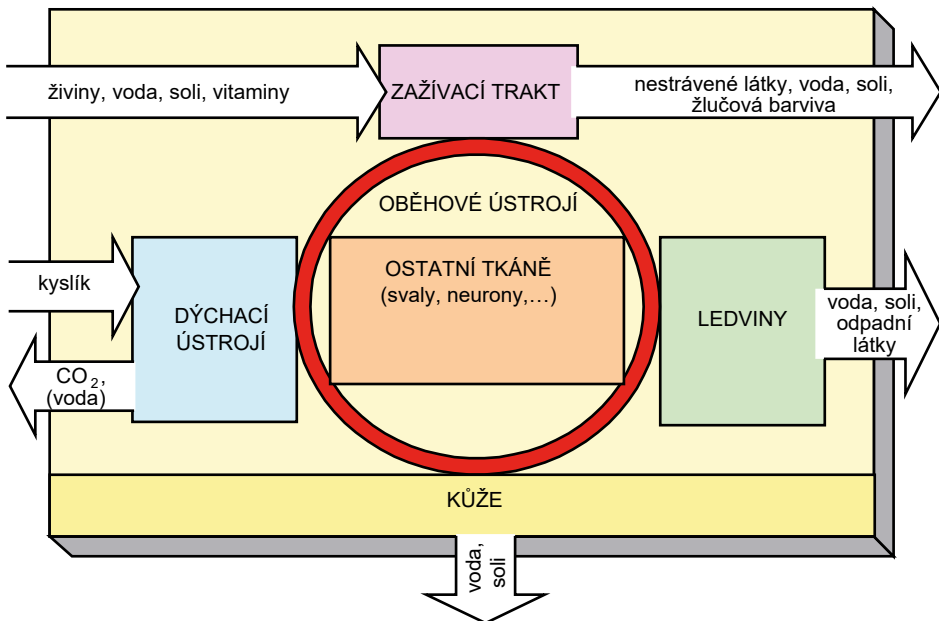 živiny, voda, soli, vitaminy
ZAŽÍVACÍ TRAKT
nestrávené látky, voda, soli,
žlučová barviva
OBĚHOVÉ ÚSTROJÍ
kyslík
DÝCHACÍ
ÚSTROJÍ
CO2,
(voda)
OSTATNÍ TKÁNĚ
(svaly, neurony,...)
LEDVINY
voda, soli,
odpadní
látky
KŮŽE
voda,
soli